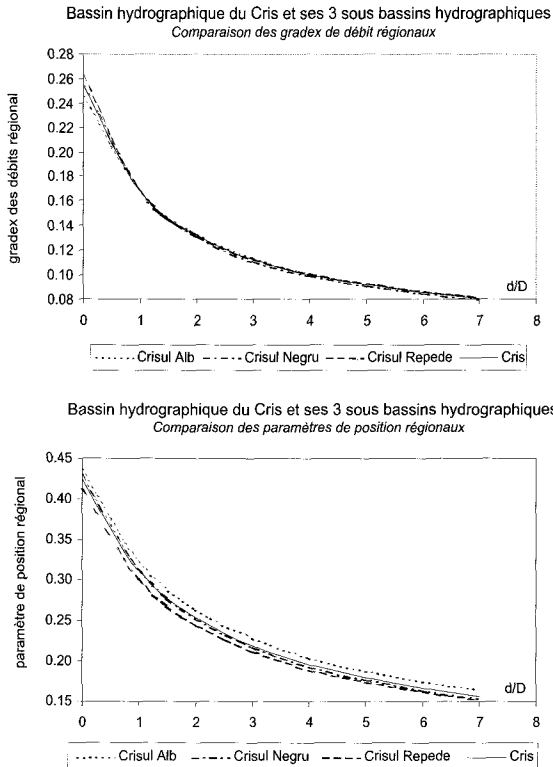 Bassin hydrographique du Cris et ses 3 sous bassins hydrographiques
Comparaison des gradex de débit régionaux
gradex des débits régional
0.28
0.26
0.24
0.22
0.20
0.18
0.16
0.14
0.12
0.10
0.08
d/D
0 1 2 3 4 5 6 7 8
Crisul Alb Crisul Negru Crisul Repede Cris
Bassin hydrographique du Cris et ses 3 sous bassins hydrographiques
Comparaison des paramètres de position régionaux
paramètre de position régional
0.45
0.40
0.35
0.30
0.25
0.20
0.15
d/D
0 1 2 3 4 5 6 7 8
Crisul Alb Crisul Negru Crisul Repede Cris